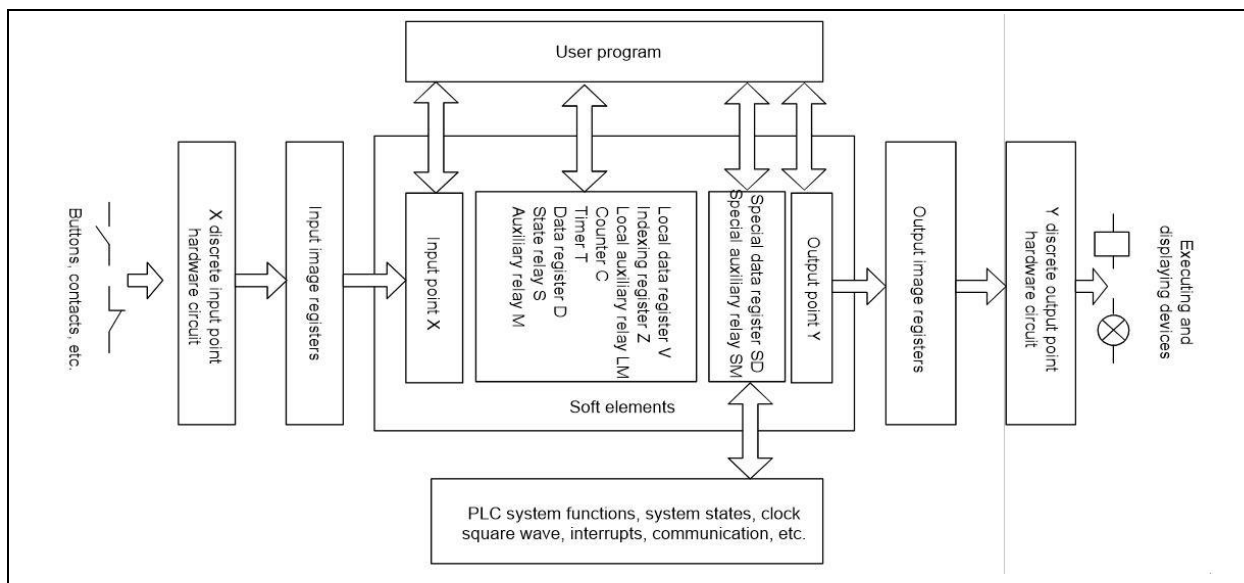 User program
Buttons, contacts, etc.
X discrete input point
hardware circuit
Input image registers
Input point X
Local data register V
Indexing register Z
Local auxiliary relay LM
Counter C
Timer T
Data register D
State relay S
Auxiliary relay M
Special data register SD
Special auxiliary relay SM
Output point Y
Soft elements
Output image registers
Y discrete output point
hardware circuit
Executing and
displaying devices
PLC system functions, system states, clock
square wave, interrupts, communication, etc.